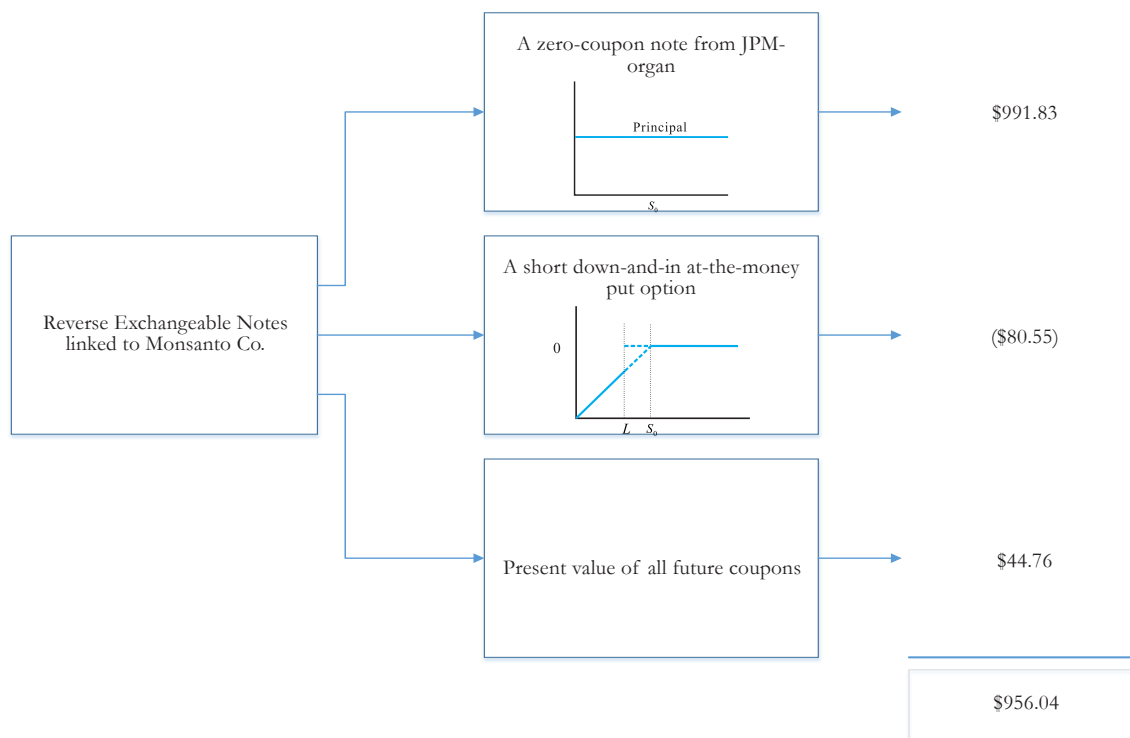 A zero-coupon note from JPM-
organ
Principal
S₀
$991.83
Reverse Exchangeable Notes
linked to Monsanto Co.
A short down-and-in at-the-money
put option
0
L S₀
($80.55)
Present value of all future coupons
$44.76
$956.04